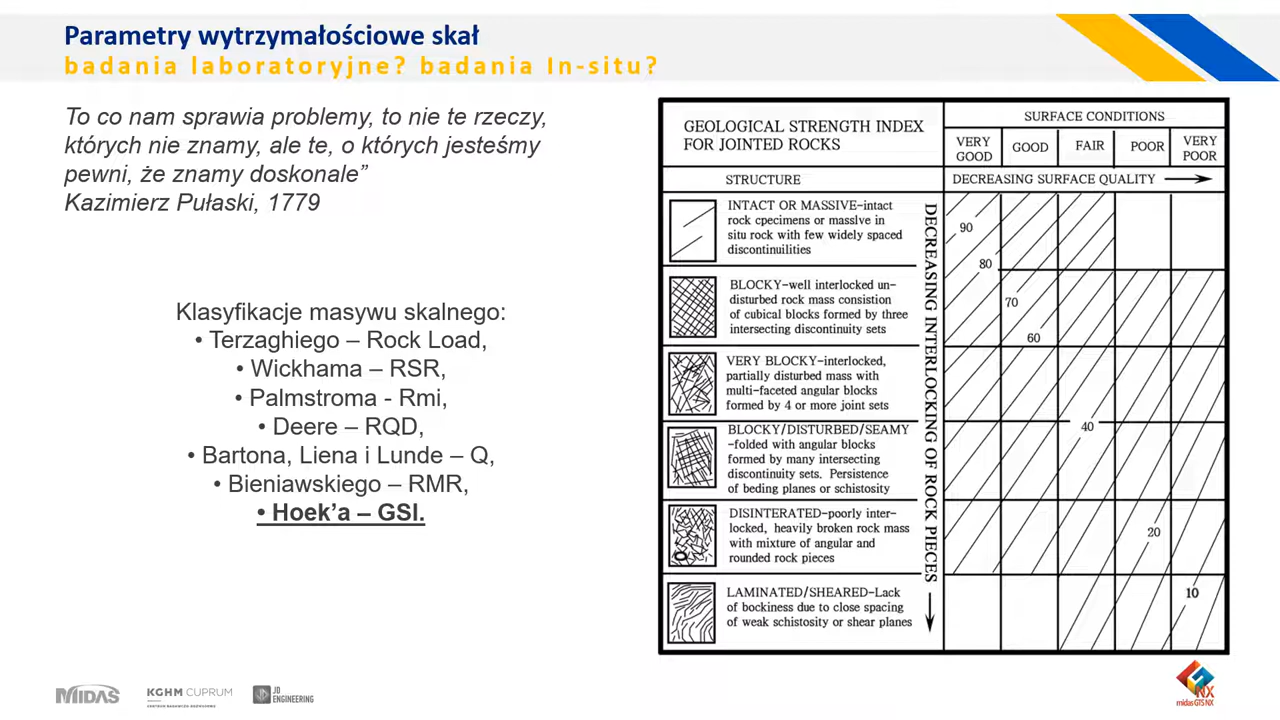 Parametry wytrzymałościowe skał
badania laboratoryjne? badania In-situ?
To co nam sprawia problemy, to nie te rzeczy,
których nie znamy, ale te, o których jesteśmy
pewni, że znamy doskonale”
Kazimierz Pułaski, 1779
Klasyfikacje masywu skalnego:
• Terzaghiego – Rock Load,
• Wickhama – RSR,
• Palmstroma - Rmi,
• Deere – RQD,
• Bartona, Liena i Lunde – Q,
• Bieniawskiego – RMR,
• Hoek’a – GSI.
GEOLOGICAL STRENGTH INDEX
FOR JOINTED ROCKS
SURFACE CONDITIONS
VERY GOOD
GOOD
FAIR
POOR
VERY POOR
STRUCTURE
DECREASING SURFACE QUALITY
INTACT OR MASSIVE-intact
rock cpecimens or masslve in
situ rock with few widely spaced
discontinuilities
BLOCKY-well interlocked un-
disturbed rock mass consistion
of cubical blocks formed by three
intersecting discontinuity sets
VERY BLOCKY-interlocked,
partially disturbed mass with
multi-faceted angular blocks
formed by 4 or more joint sets
BLOCKY/DISTURBED/SEAMY
-folded with angular blocks
formed by many intersecting
discontinuity sets. Persistence
of beding planes or schistosity
DISINTERATED-poorly inter-
locked, heavily broken rock mass
with mixture of angular and
rounded rock pieces
LAMINATED/SHEARED-Lack
of bockiness due to close spacing
of weak schistosity or shear planes
DECREASING INTERLOCKING OF ROCK PIECES
90
80
70
60
40
20
10
MIDAS
KGHM CUPRUM
JD
ENGINEERING
NX
midas GTS NX